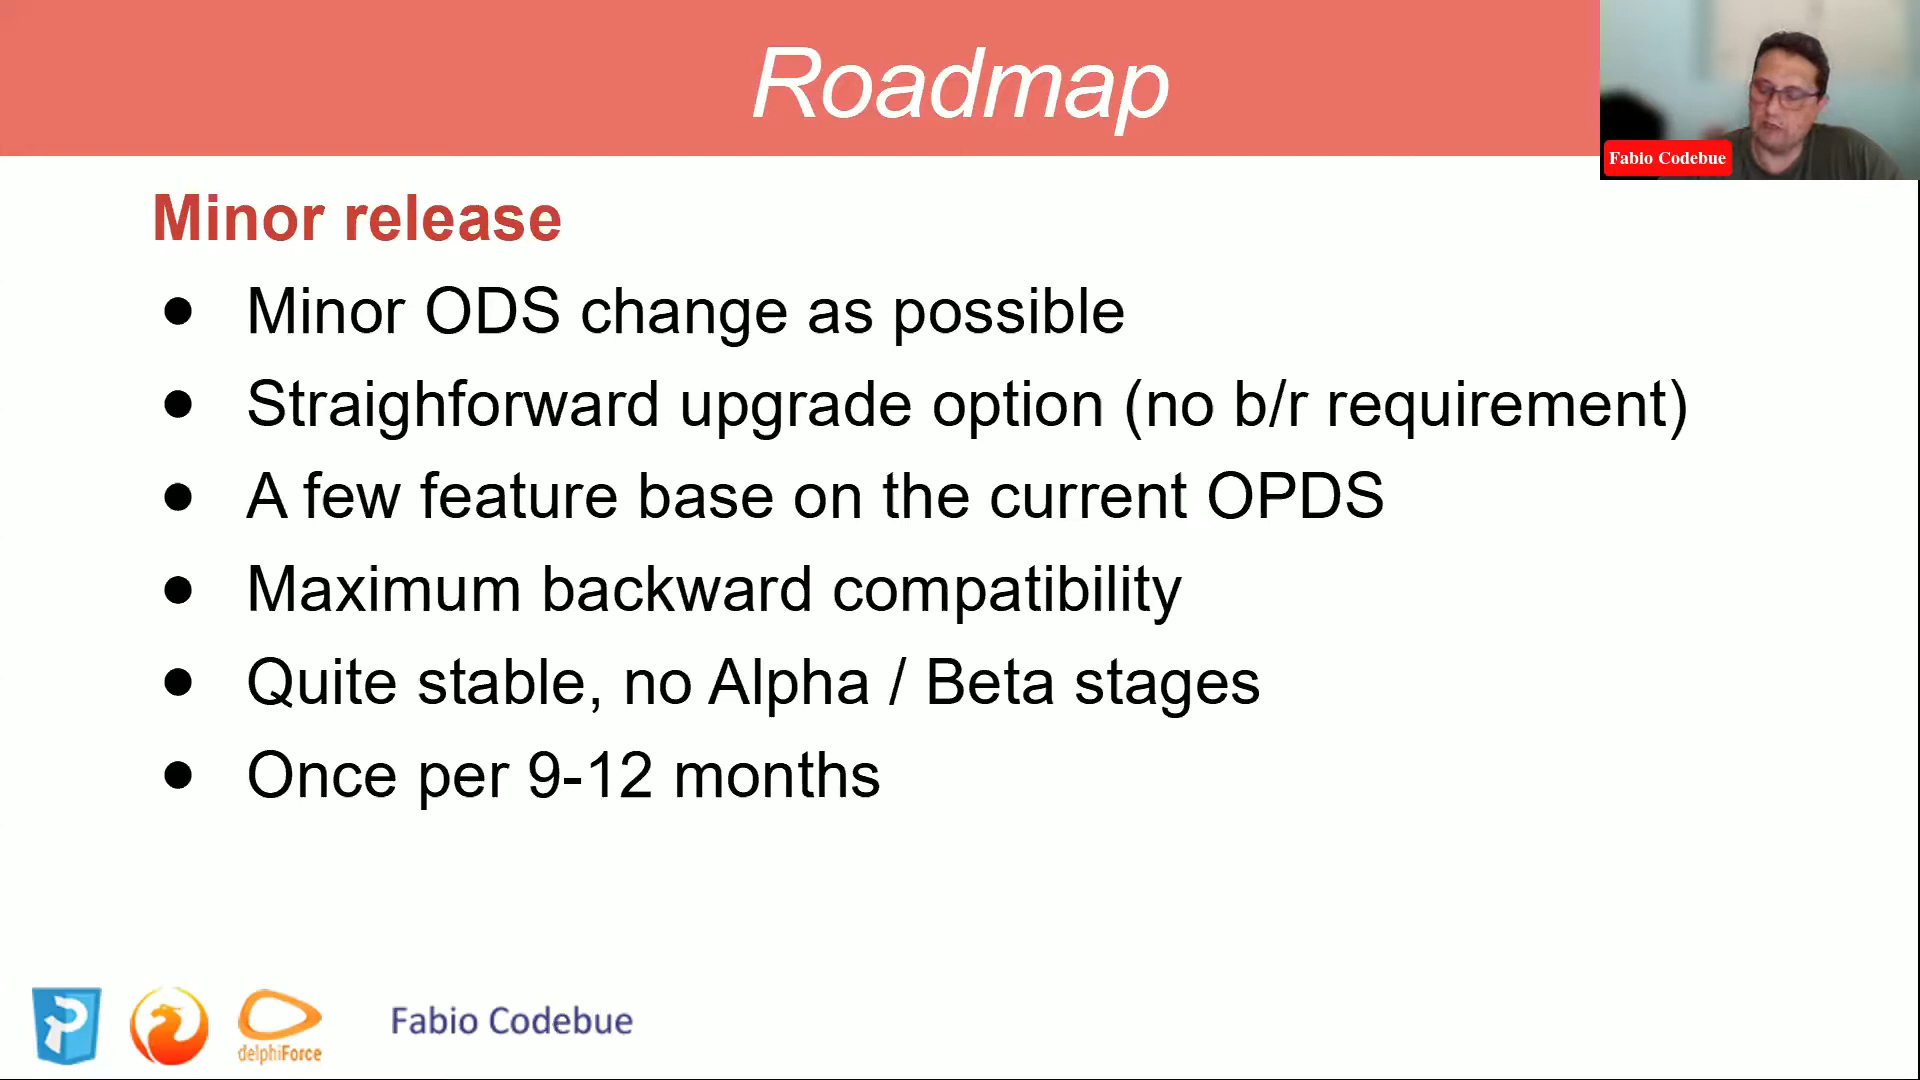 Roadmap
Fabio Codebue
Minor release
● Minor ODS change as possible
● Straighforward upgrade option (no b/r requirement)
● A few feature base on the current OPDS
● Maximum backward compatibility
● Quite stable, no Alpha / Beta stages
● Once per 9-12 months
delphiForce
Fabio Codebue